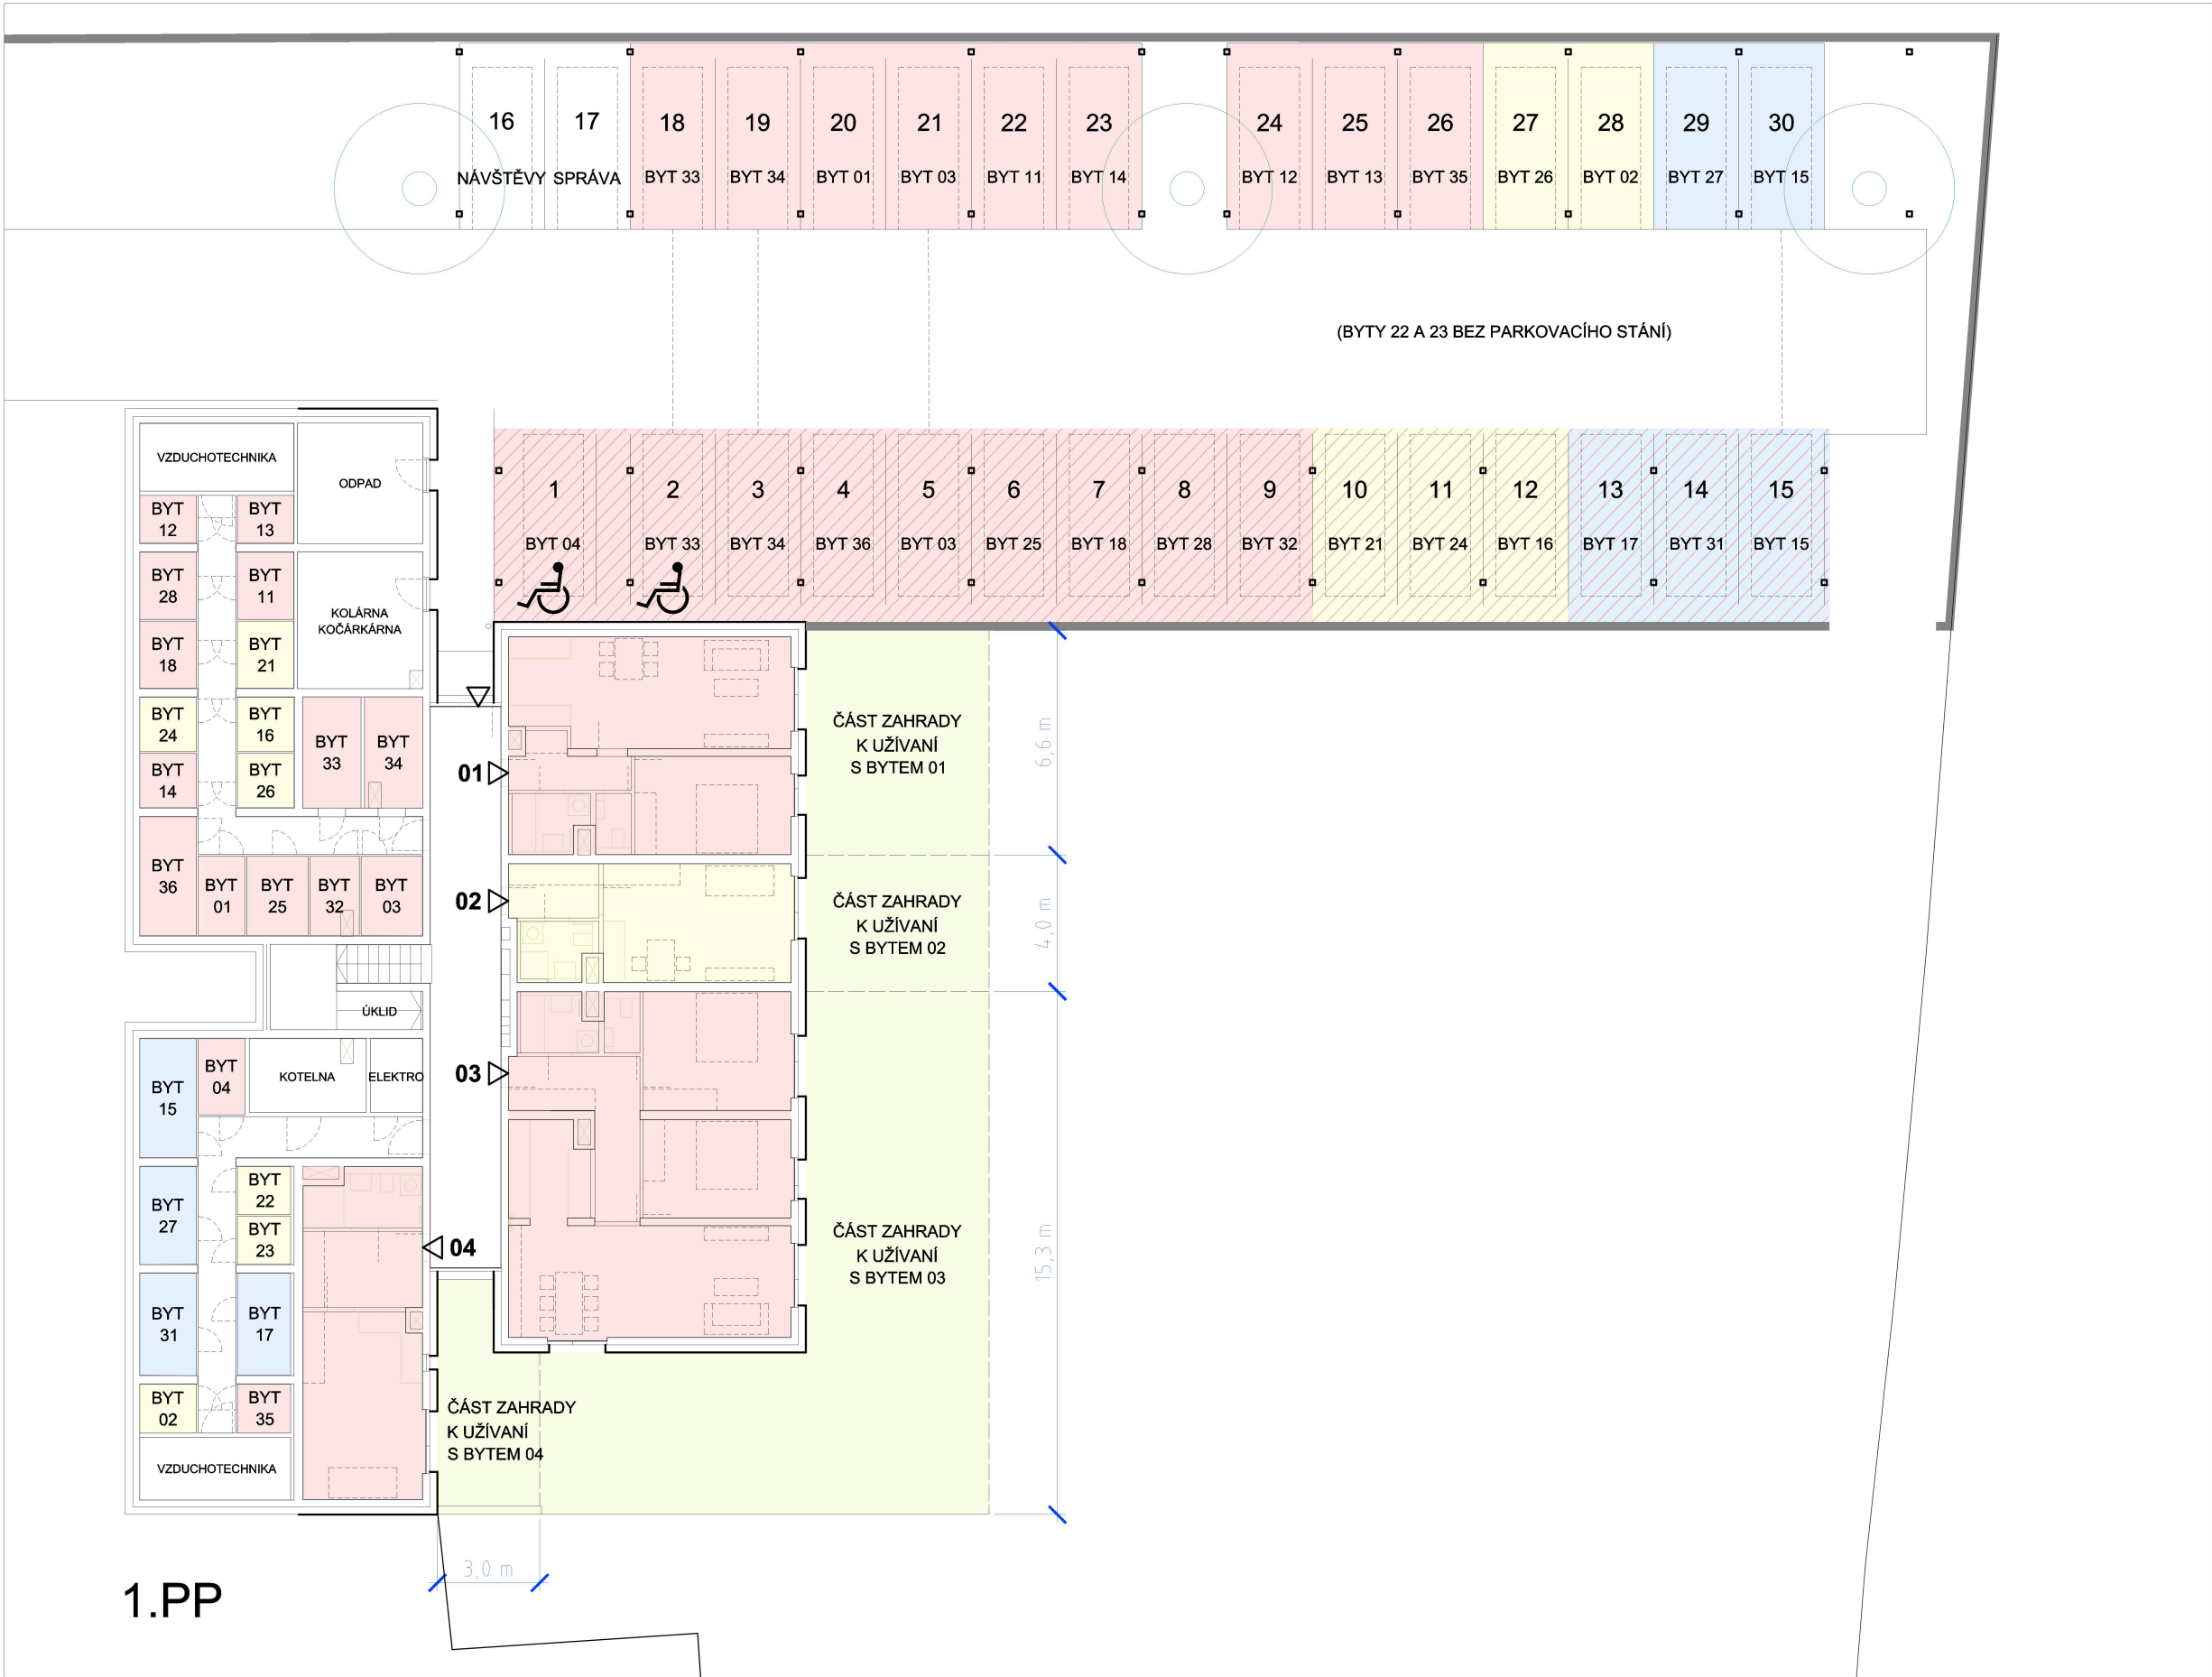 16 17 18 19 20 21 22 23 24 25 26 27 28 29 30
NÁVŠTĚVY SPRÁVA BYT 33 BYT 34 BYT 01 BYT 03 BYT 11 BYT 14 BYT 12 BYT 13 BYT 35 BYT 26 BYT 02 BYT 27 BYT 15
(BYTY 22 A 23 BEZ PARKOVACÍHO STÁNÍ)
1 2 3 4 5 6 7 8 9 10 11 12 13 14 15
BYT 04 BYT 33 BYT 34 BYT 36 BYT 03 BYT 25 BYT 18 BYT 28 BYT 32 BYT 21 BYT 24 BYT 16 BYT 17 BYT 31 BYT 15
VZDUCHOTECHNIKA
ODPAD
BYT
12
BYT
13
BYT
28
BYT
11
KOLÁRNA
KOČÁRKÁRNA
BYT
18
BYT
21
BYT
24
BYT
16
BYT
33
BYT
34
BYT
14
BYT
26
BYT
36
BYT
01
BYT
25
BYT
32
BYT
03
ÚKLID
BYT
15
BYT
04
KOTELNA
ELEKTRO
BYT
27
BYT
22
BYT
23
BYT
31
BYT
17
BYT
02
BYT
35
VZDUCHOTECHNIKA
01
02
03
04
ČÁST ZAHRADY
K UŽÍVANÍ
S BYTEM 01
6,6 m
ČÁST ZAHRADY
K UŽÍVANÍ
S BYTEM 02
4,0 m
ČÁST ZAHRADY
K UŽÍVANÍ
S BYTEM 03
15,3 m
ČÁST ZAHRADY
K UŽÍVANÍ
S BYTEM 04
3,0 m
1.PP